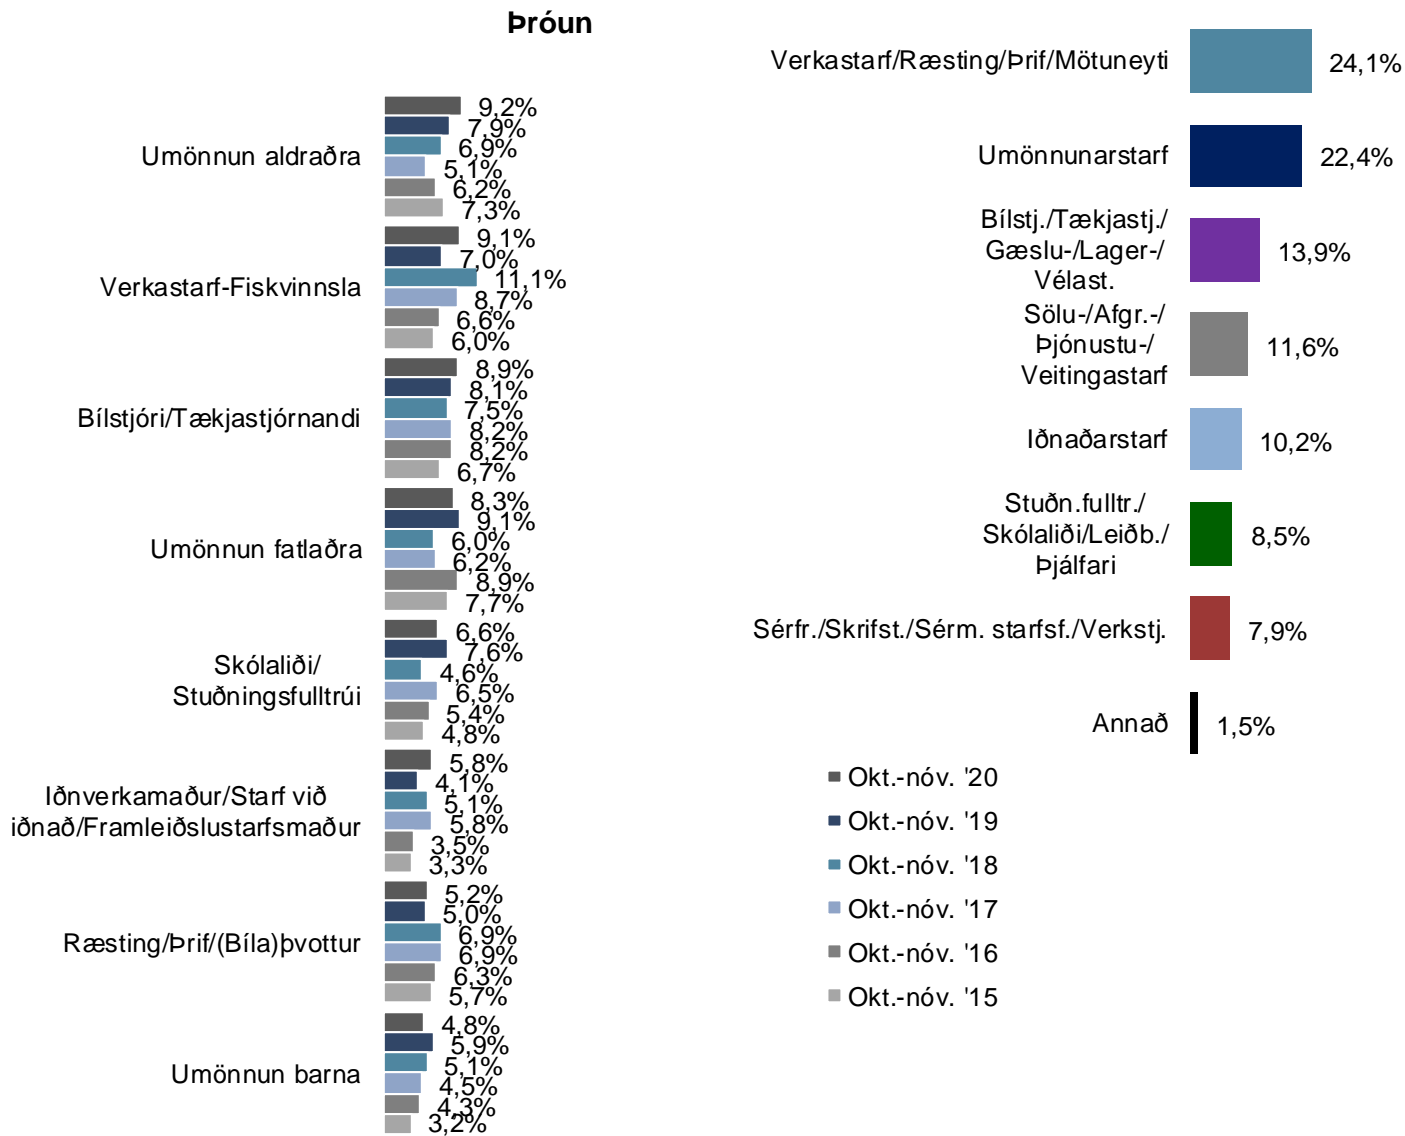 Þróun
Umönnun aldraðra
9,2%
7,9%
6,9%
5,1%
6,2%
7,3%
Verkastarf-Fiskvinnsla
9,1%
7,0%
11,1%
8,7%
6,6%
6,0%
Bílstjóri/Tækjastjórnandi
8,9%
8,1%
7,5%
8,2%
8,2%
6,7%
Umönnun fatlaðra
8,3%
9,1%
6,0%
6,2%
8,9%
7,7%
Skólaliði/
Stuðningsfulltrúi
6,6%
7,6%
4,6%
6,5%
5,4%
4,8%
Iðnverkamaður/Starf við
iðnað/Framleiðslustarfsmaður
5,8%
4,1%
5,1%
5,8%
3,5%
3,3%
Ræsting/Þrif/(Bíla)þvottur
5,2%
5,0%
6,9%
6,9%
6,3%
5,7%
Umönnun barna
4,8%
5,9%
5,1%
4,5%
4,3%
3,2%
Verkastarf/Ræsting/Þrif/Mötuneyti
24,1%
Umönnunarstarf
22,4%
Bílstj./Tækjastj./
Gæslu-/Lager-/
Vélast.
13,9%
Sölu-/Afgr.-/
Þjónustu-/
Veitingastarf
11,6%
Iðnaðarstarf
10,2%
Stuðn.fulltr./
Skólaliði/Leiðb./
Þjálfari
8,5%
Sérfr./Skrifst./Sérm. starfsf./Verkstj.
7,9%
Annað
1,5%
Okt.-nóv. '20
Okt.-nóv. '19
Okt.-nóv. '18
Okt.-nóv. '17
Okt.-nóv. '16
Okt.-nóv. '15